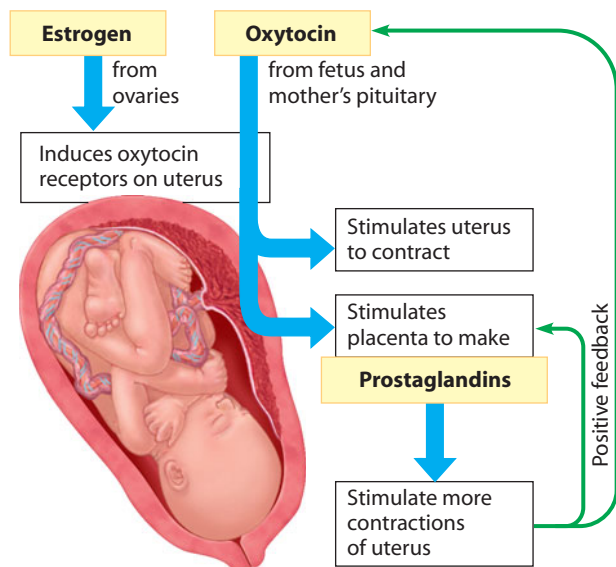 Estrogen
from
ovaries
Induces oxytocin
receptors on uterus
Oxytocin
from fetus and
mother's pituitary
Stimulates uterus
to contract
Stimulates
placenta to make
Prostaglandins
Stimulate more
contractions
of uterus
Positive feedback